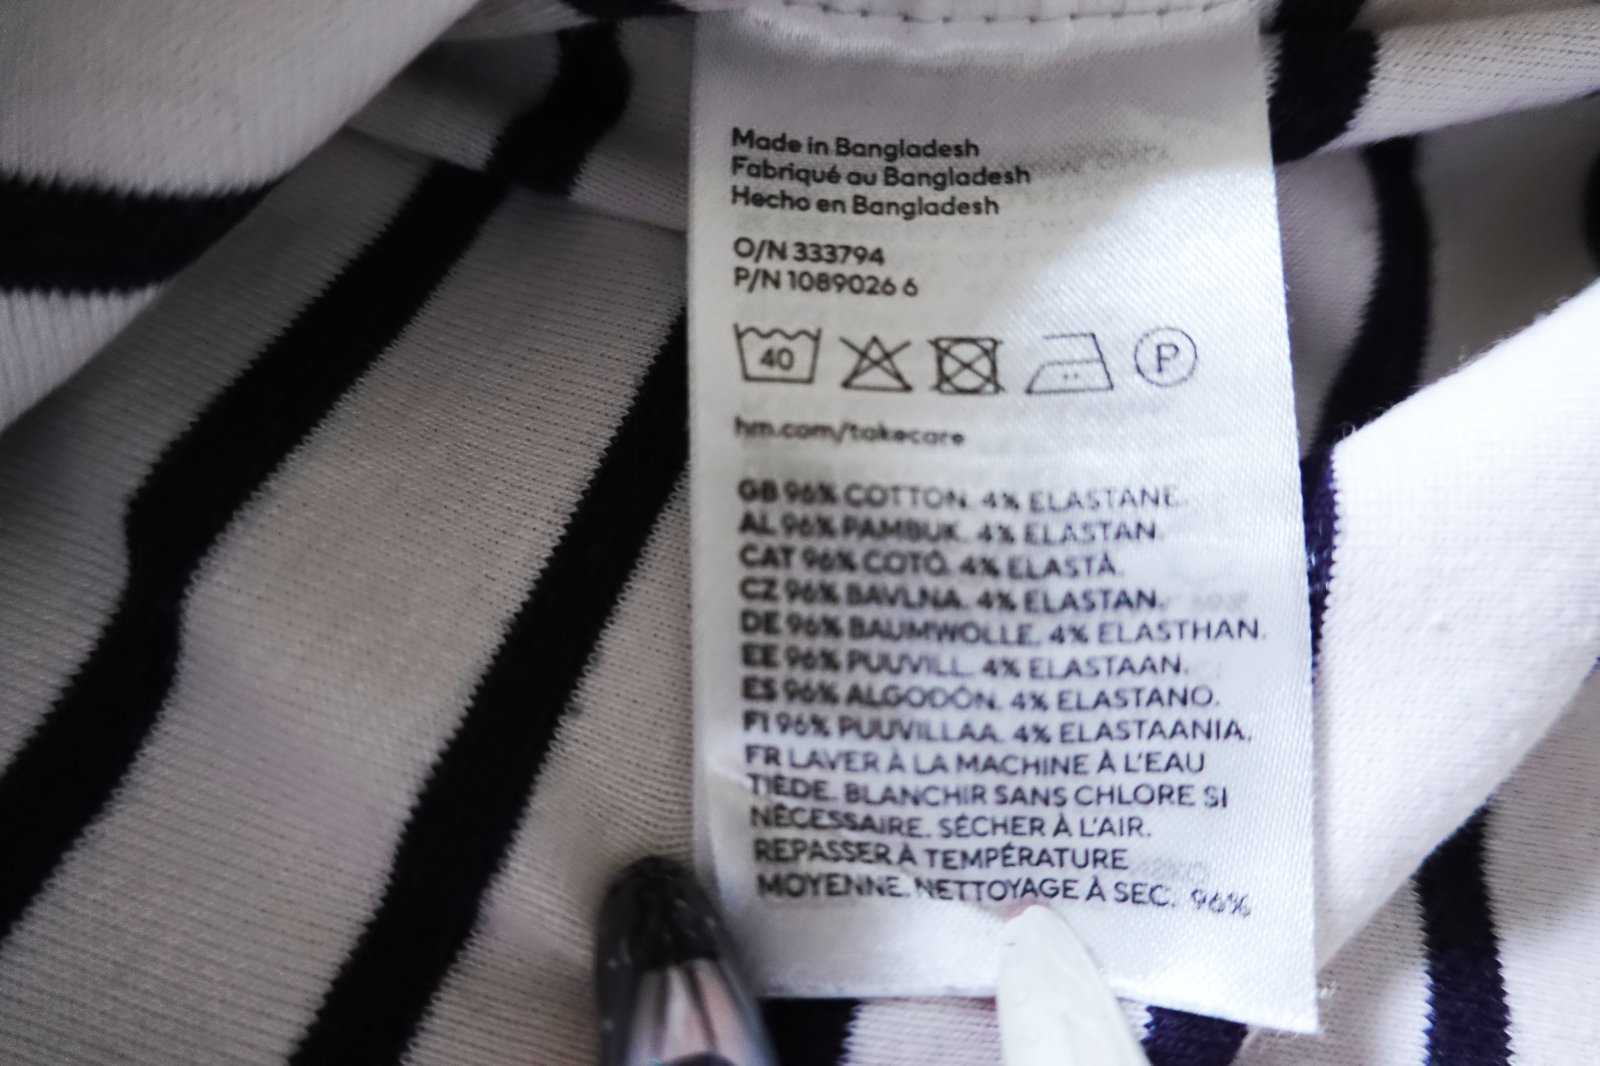 Made in Bangladesh
Fabriqué au Bangladesh
Hecho en Bangladesh
O/N 333794
P/N 10890266
40 P
hm.com/takecare
GB 96% COTTON. 4% ELASTANE.
AL 96% PAMBUK. 4% ELASTAN.
CAT 96% COTÓ. 4% ELASTÀ.
CZ 96% BAVLNA. 4% ELASTAN.
DE 96% BAUMWOLLE. 4% ELASTHAN.
EE 96% PUUVILL. 4% ELASTAAN.
ES 96% ALGODÓN. 4% ELASTANO.
FI 96% PUUVILLAA. 4% ELASTAANIA.
FR LAVER À LA MACHINE À L'EAU
TIÈDE. BLANCHIR SANS CHLORE SI
NÉCESSAIRE. SÉCHER À L'AIR.
REPASSER À TEMPÉRATURE
MOYENNE. NETTOYAGE À SEC. 96%